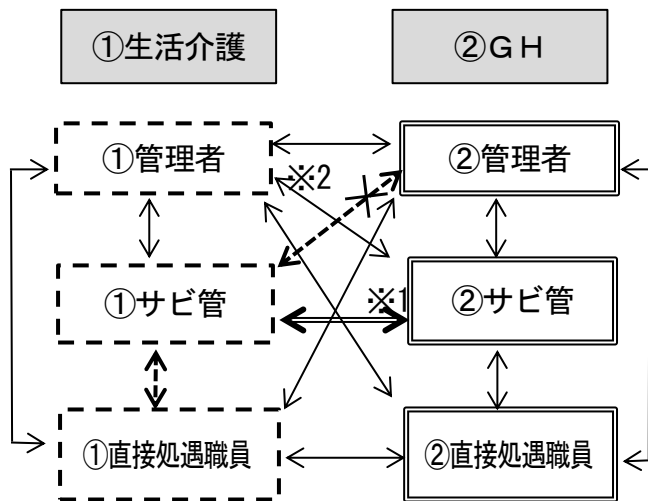 ①生活介護
②ＧＨ
①管理者
②管理者
※2
①サビ管
※1
②サビ管
①直接処遇職員
②直接処遇職員